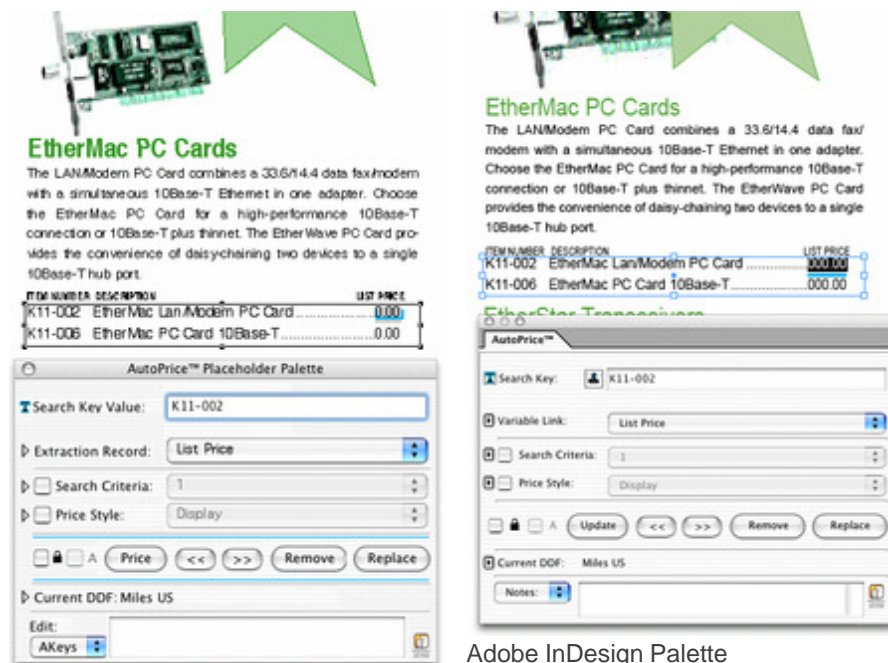 EtherMac PC Cards
The LAN/Modem PC Card combines a 33.6/14.4 data fax/modem
with a simultaneous 10Base-T Ethernet in one adapter. Choose
the EtherMac PC Card for a high-performance 10Base-T
connection or 10Base-T plus thinnet. The EtherWave PC Card pro-
vides the convenience of daisy-chaining two devices to a single
10Base-T hub port.
ITEM NUMBER DESCRIPTION LIST PRICE
K11-002 EtherMac Lan/Modem PC Card ..................... 0.00
K11-006 EtherMac PC Card 10Base-T ........................ 0.00
AutoPrice™ Placeholder Palette
Search Key Value: K11-002
Extraction Record: List Price
Search Criteria: 1
Price Style: Display
A Price << >> Remove Replace
Current DDF: Miles US
Edit:
AKeys
EtherMac PC Cards
The LAN/Modem PC Card combines a 33.6/14.4 data fax/
modem with a simultaneous 10Base-T Ethernet in one adapter.
Choose the EtherMac PC Card for a high-performance 10Base-T
connection or 10Base-T plus thinnet. The EtherWave PC Card
provides the convenience of daisy-chaining two devices to a single
10Base-T hub port.
ITEM NUMBER DESCRIPTION LIST PRICE
K11-002 EtherMac Lan/Modem PC Card ............... 000.00
K11-006 EtherMac PC Card 10Base-T ................... 000.00
EtherStar Transceivers
AutoPrice™
Search Key: K11-002
Variable Link: List Price
Search Criteria: 1
Price Style: Display
A Update << >> Remove Replace
Current DDF: Miles US
Notes:
Adobe InDesign Palette